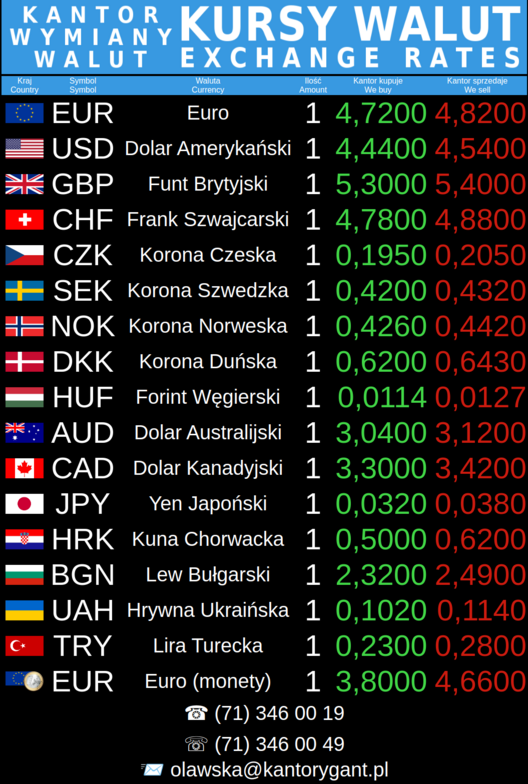 KANTOR
WYMIANY
WALUT
KURSY WALUT
EXCHANGE RATES
Kraj Symbol Waluta Ilość Kantor kupuje Kantor sprzedaje
Country Symbol Currency Amount We buy We sell
EUR Euro 1 4,7200 4,8200
USD Dolar Amerykański 1 4,4400 4,5400
GBP Funt Brytyjski 1 5,3000 5,4000
CHF Frank Szwajcarski 1 4,7800 4,8800
CZK Korona Czeska 1 0,1950 0,2050
SEK Korona Szwedzka 1 0,4200 0,4320
NOK Korona Norweska 1 0,4260 0,4420
DKK Korona Duńska 1 0,6200 0,6430
HUF Forint Węgierski 1 0,0114 0,0127
AUD Dolar Australijski 1 3,0400 3,1200
CAD Dolar Kanadyjski 1 3,3000 3,4200
JPY Yen Japoński 1 0,0320 0,0380
HRK Kuna Chorwacka 1 0,5000 0,6200
BGN Lew Bułgarski 1 2,3200 2,4900
UAH Hrywna Ukraińska 1 0,1020 0,1140
TRY Lira Turecka 1 0,2300 0,2800
EUR Euro (monety) 1 3,8000 4,6600
☎ (71) 346 00 19
☏ (71) 346 00 49
📨 olawska@kantorygant.pl